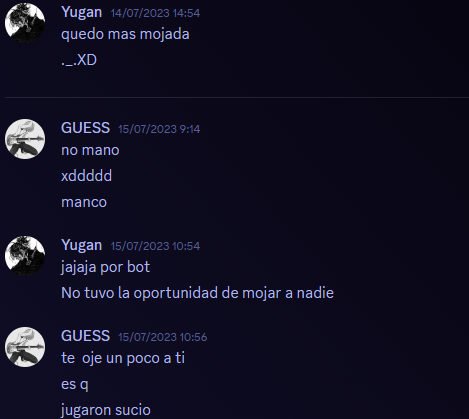 Yugan 14/07/2023 14:54
quedo mas mojada
._.XD
GUESS 15/07/2023 9:14
no mano
xddddd
manco
Yugan 15/07/2023 10:54
jajaja por bot
No tuvo la oportunidad de mojar a nadie
GUESS 15/07/2023 10:56
te oje un poco a ti
es q
jugaron sucio